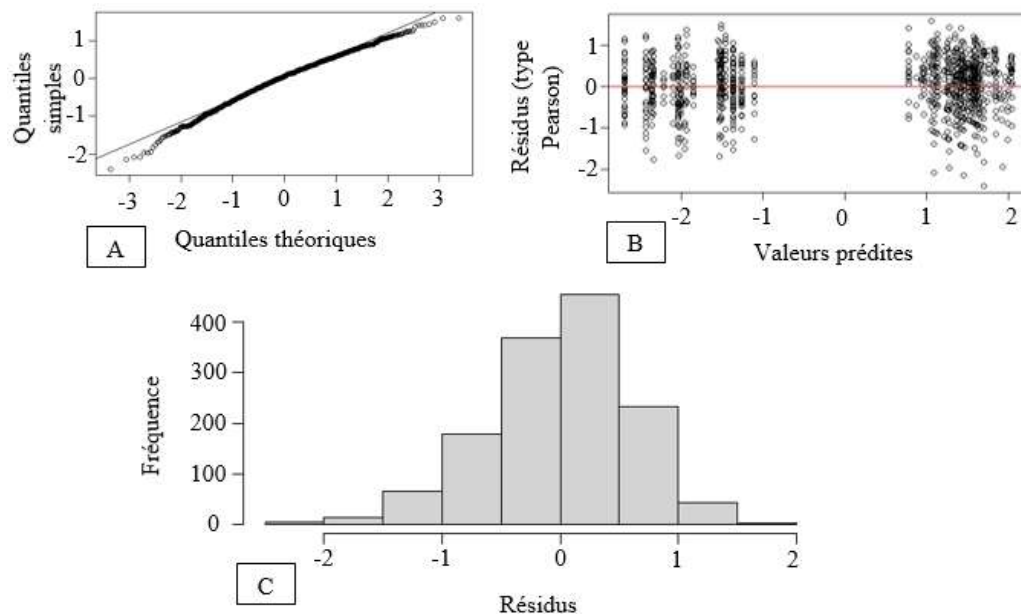 Quantiles
simples
1
0
-1
-2
-3
-2
-1
0
1
2
3
A
Quantiles théoriques
Résidus (type
Pearson)
1
0
-1
-2
-2
-1
0
1
2
B
Valeurs prédites
Fréquence
400
300
200
100
0
-2
-1
0
1
2
C
Résidus